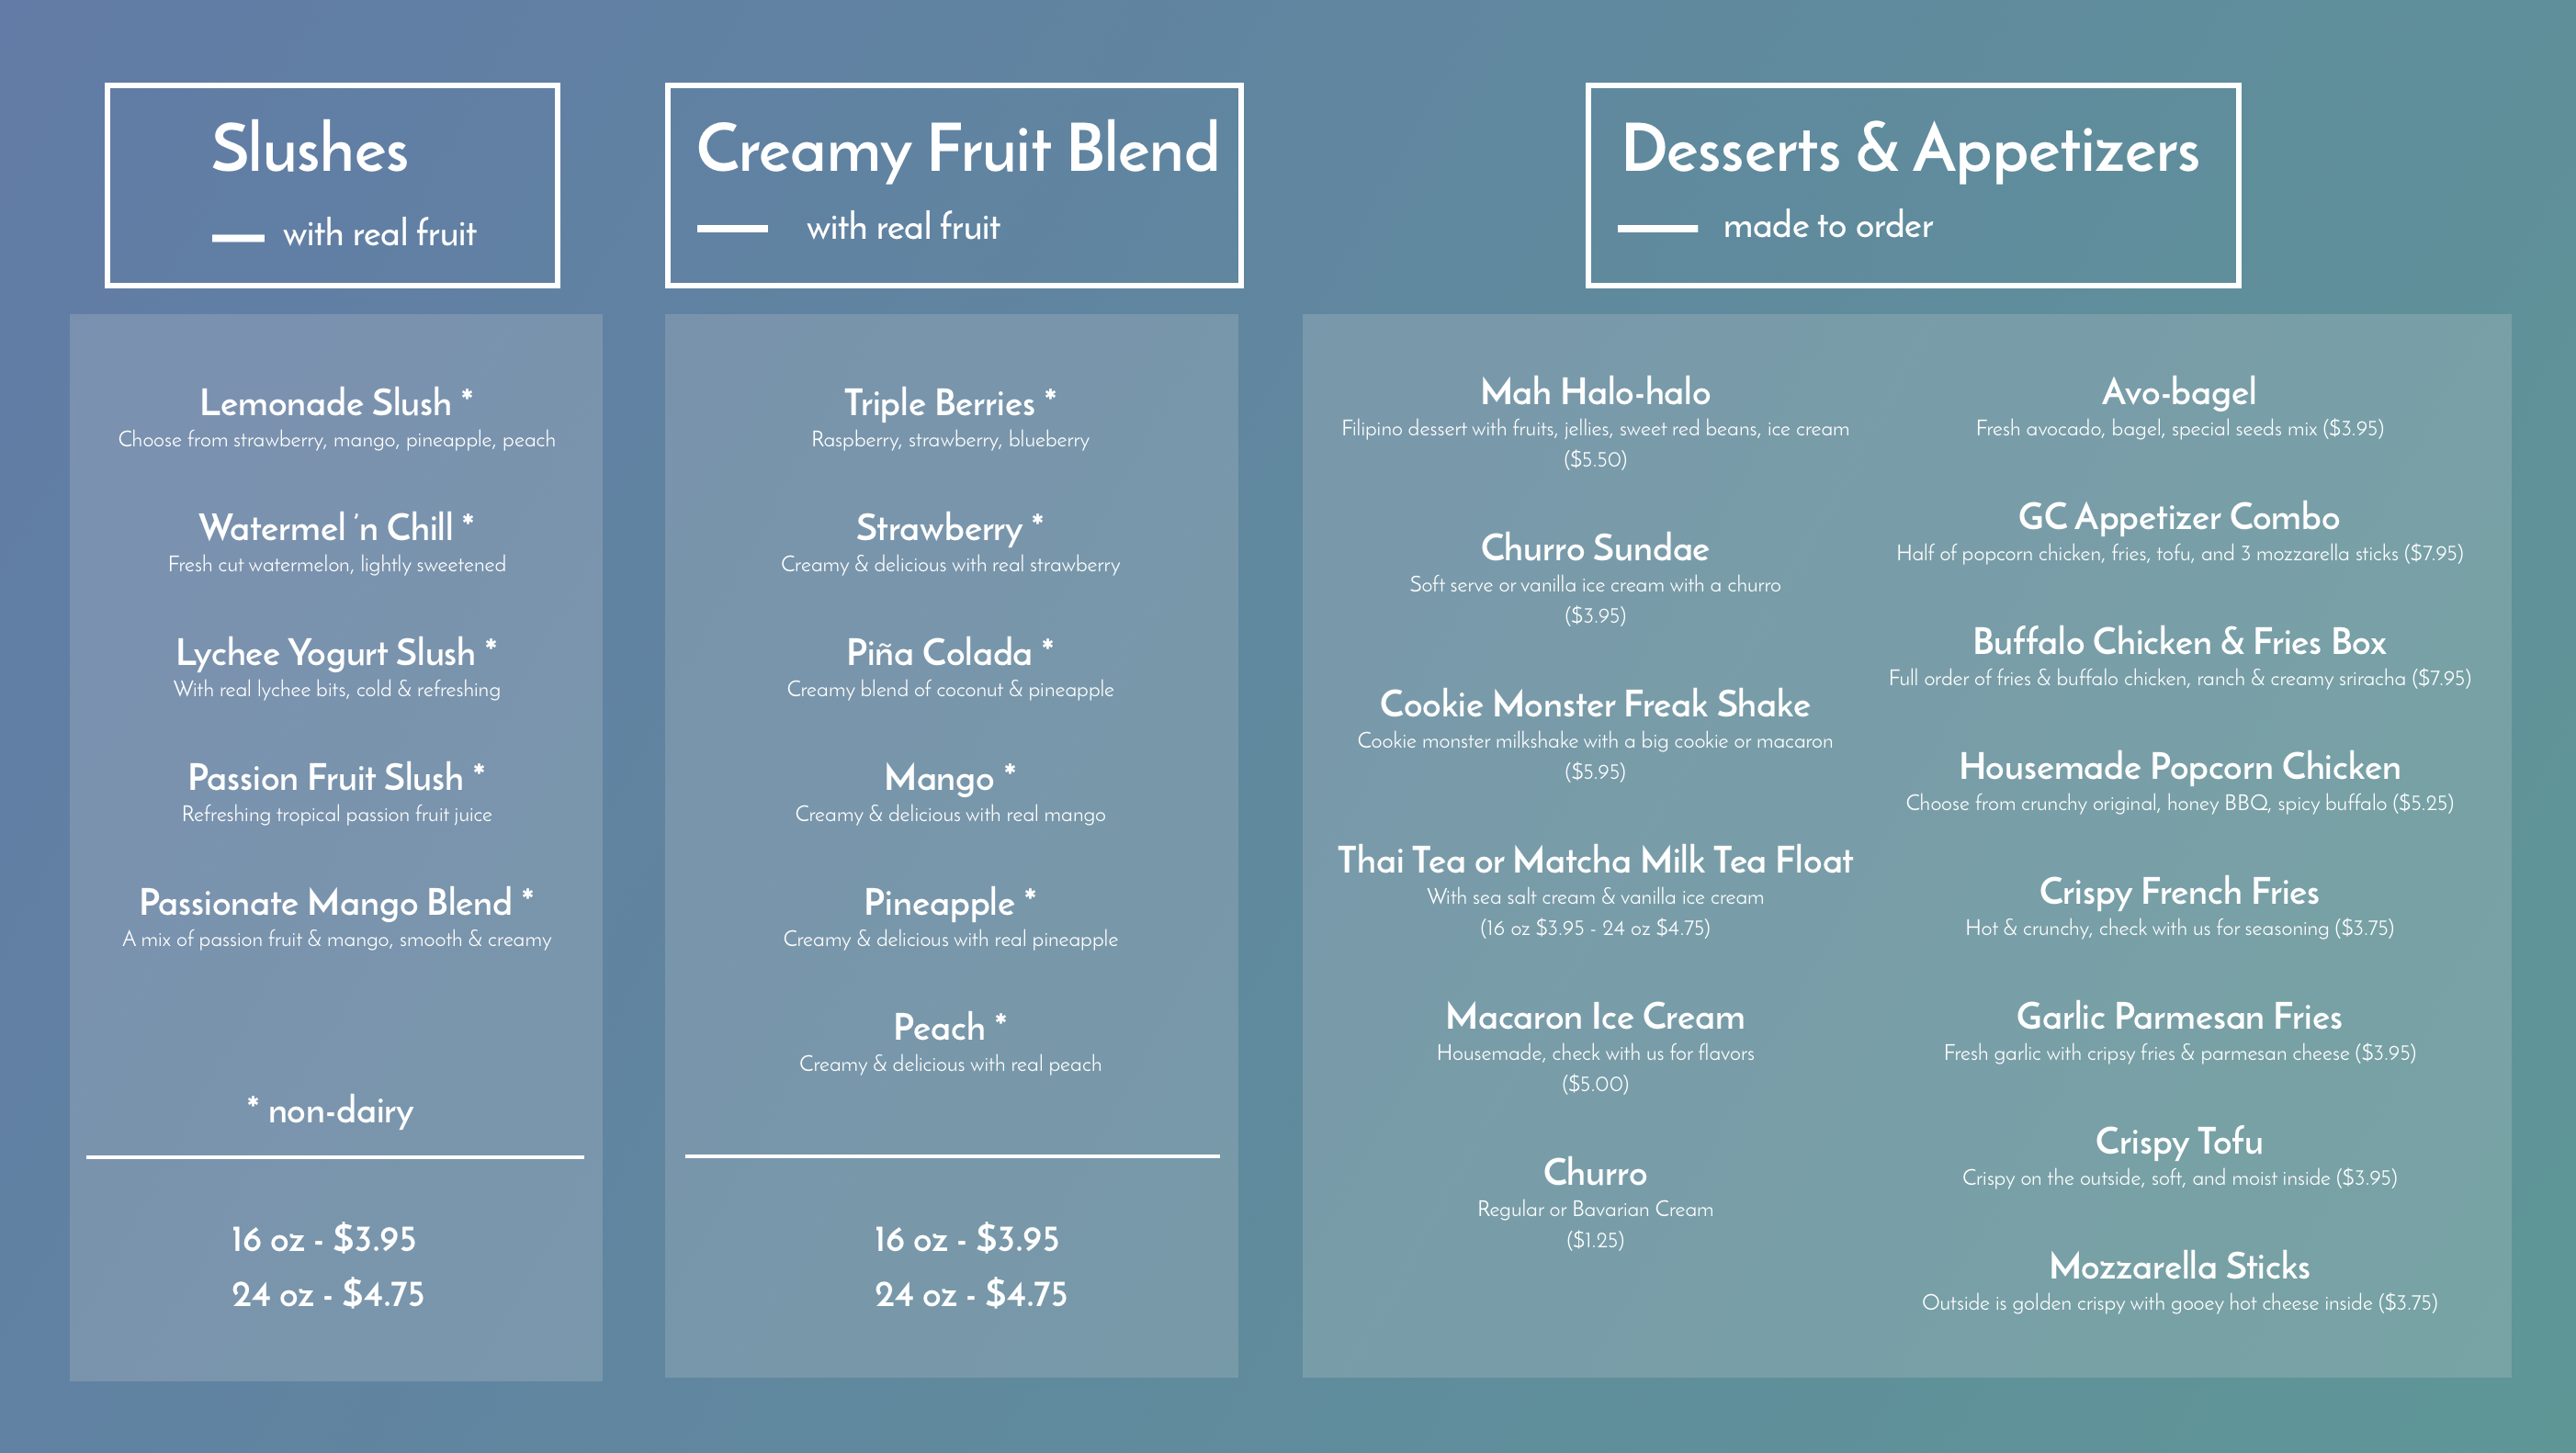 Slushes
with real fruit
Lemonade Slush *
Choose from strawberry, mango, pineapple, peach
Watermel 'n Chill *
Fresh cut watermelon, lightly sweetened
Lychee Yogurt Slush *
With real lychee bits, cold & refreshing
Passion Fruit Slush *
Refreshing tropical passion fruit juice
Passionate Mango Blend *
A mix of passion fruit & mango, smooth & creamy
* non-dairy
16 oz - $3.95
24 oz - $4.75
Creamy Fruit Blend
with real fruit
Triple Berries *
Raspberry, strawberry, blueberry
Strawberry *
Creamy & delicious with real strawberry
Piña Colada *
Creamy blend of coconut & pineapple
Mango *
Creamy & delicious with real mango
Pineapple *
Creamy & delicious with real pineapple
Peach *
Creamy & delicious with real peach
16 oz - $3.95
24 oz - $4.75
Desserts & Appetizers
made to order
Mah Halo-halo
Filipino dessert with fruits, jellies, sweet red beans, ice cream
($5.50)
Churro Sundae
Soft serve or vanilla ice cream with a churro
($3.95)
Cookie Monster Freak Shake
Cookie monster milkshake with a big cookie or macaron
($5.95)
Thai Tea or Matcha Milk Tea Float
With sea salt cream & vanilla ice cream
(16 oz $3.95 - 24 oz $4.75)
Macaron Ice Cream
Housemade, check with us for flavors
($5.00)
Churro
Regular or Bavarian Cream
($1.25)
Avo-bagel
Fresh avocado, bagel, special seeds mix ($3.95)
GC Appetizer Combo
Half of popcorn chicken, fries, tofu, and 3 mozzarella sticks ($7.95)
Buffalo Chicken & Fries Box
Full order of fries & buffalo chicken, ranch & creamy sriracha ($7.95)
Housemade Popcorn Chicken
Choose from crunchy original, honey BBQ, spicy buffalo ($5.25)
Crispy French Fries
Hot & crunchy, check with us for seasoning ($3.75)
Garlic Parmesan Fries
Fresh garlic with cripsy fries & parmesan cheese ($3.95)
Crispy Tofu
Crispy on the outside, soft, and moist inside ($3.95)
Mozzarella Sticks
Outside is golden crispy with gooey hot cheese inside ($3.75)